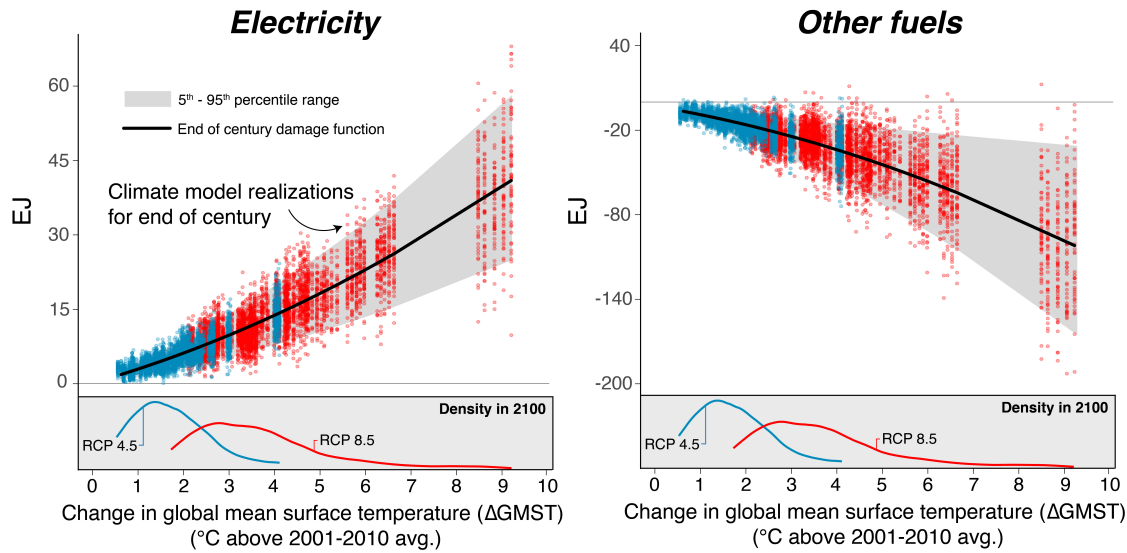 Electricity
EJ
60
45
30
15
0
5th - 95th percentile range
End of century damage function
Climate model realizations
for end of century
Density in 2100
RCP 4.5
RCP 8.5
0 1 2 3 4 5 6 7 8 9 10
Change in global mean surface temperature (ΔGMST)
(°C above 2001-2010 avg.)
Other fuels
EJ
40
-20
-80
-140
-200
Density in 2100
RCP 4.5
RCP 8.5
0 1 2 3 4 5 6 7 8 9 10
Change in global mean surface temperature (ΔGMST)
(°C above 2001-2010 avg.)